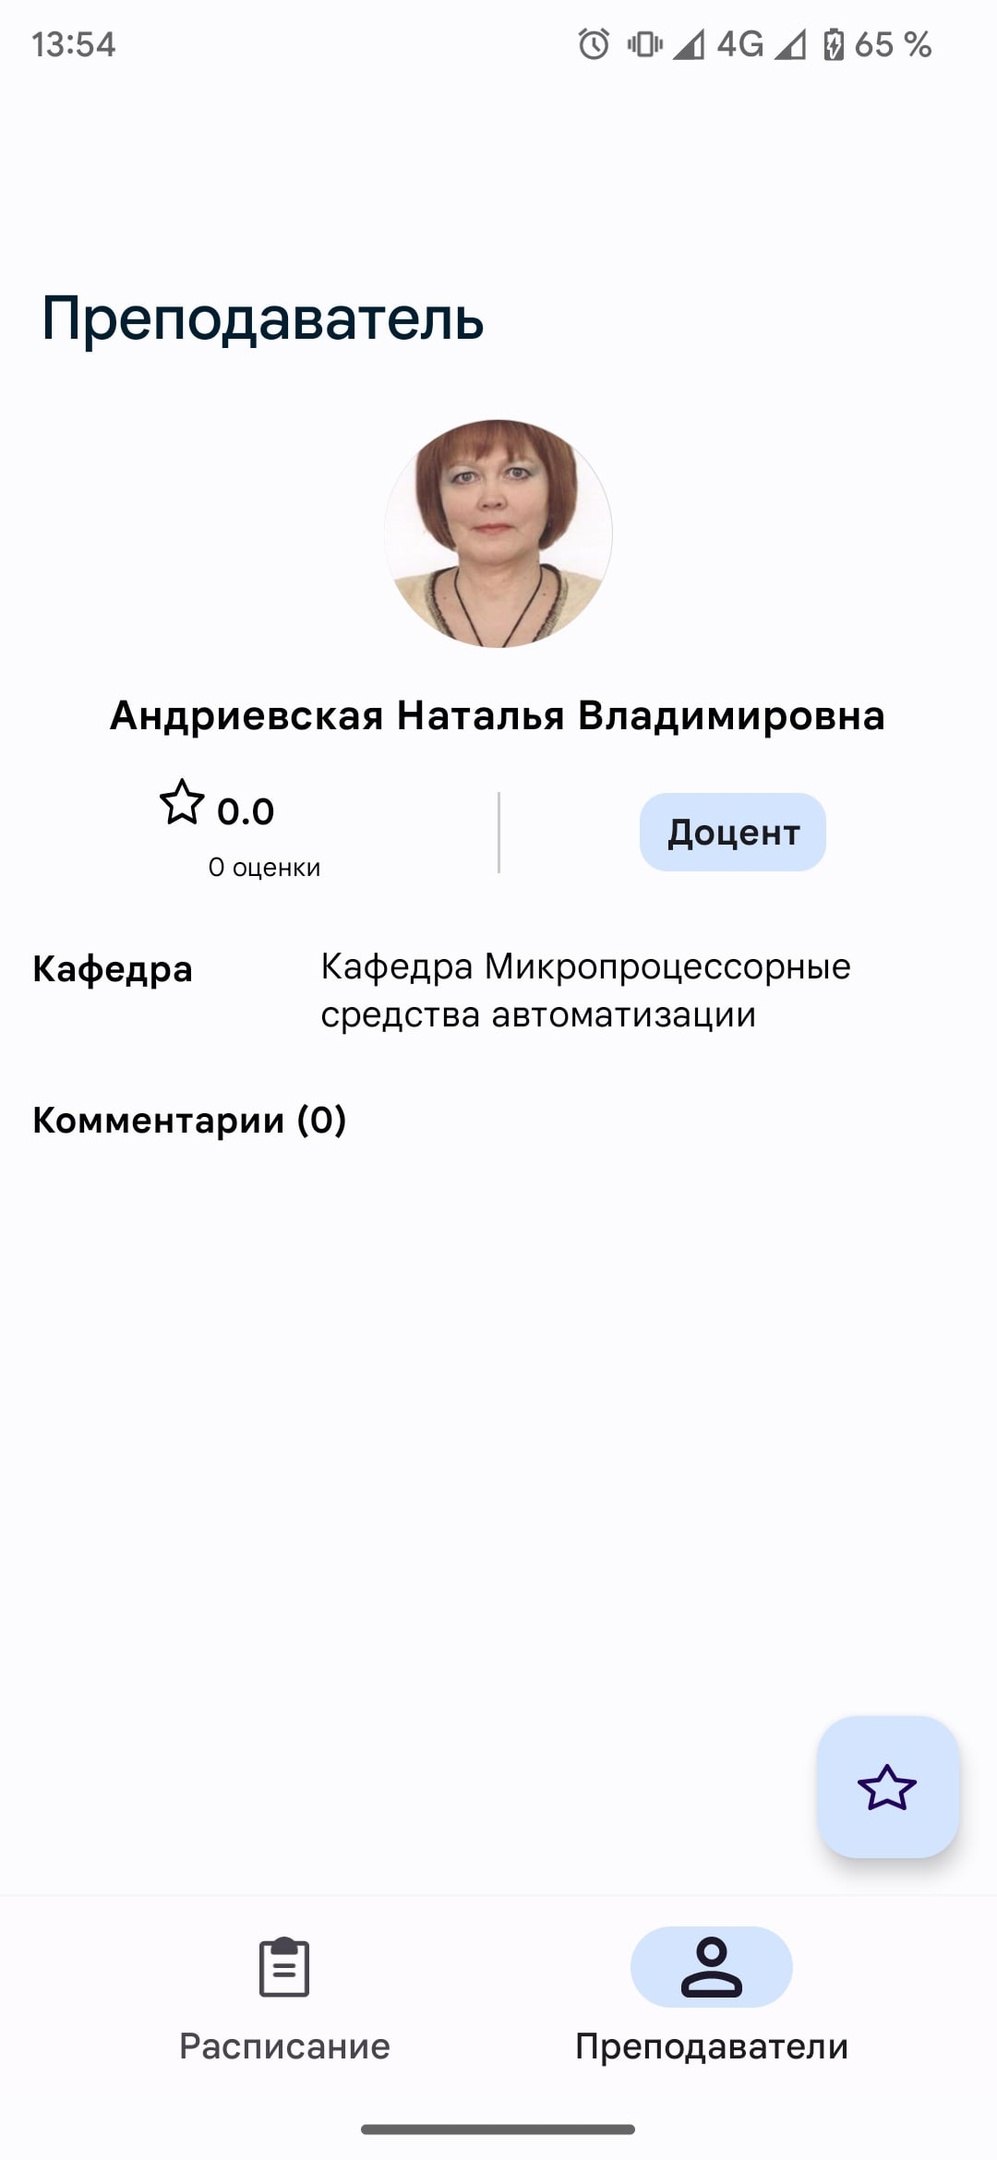 13:54
4G
65 %
Преподаватель
Андриевская Наталья Владимировна
0.0
0 оценки
Доцент
Кафедра
Кафедра Микропроцессорные
средства автоматизации
Комментарии (0)
Расписание
Преподаватели